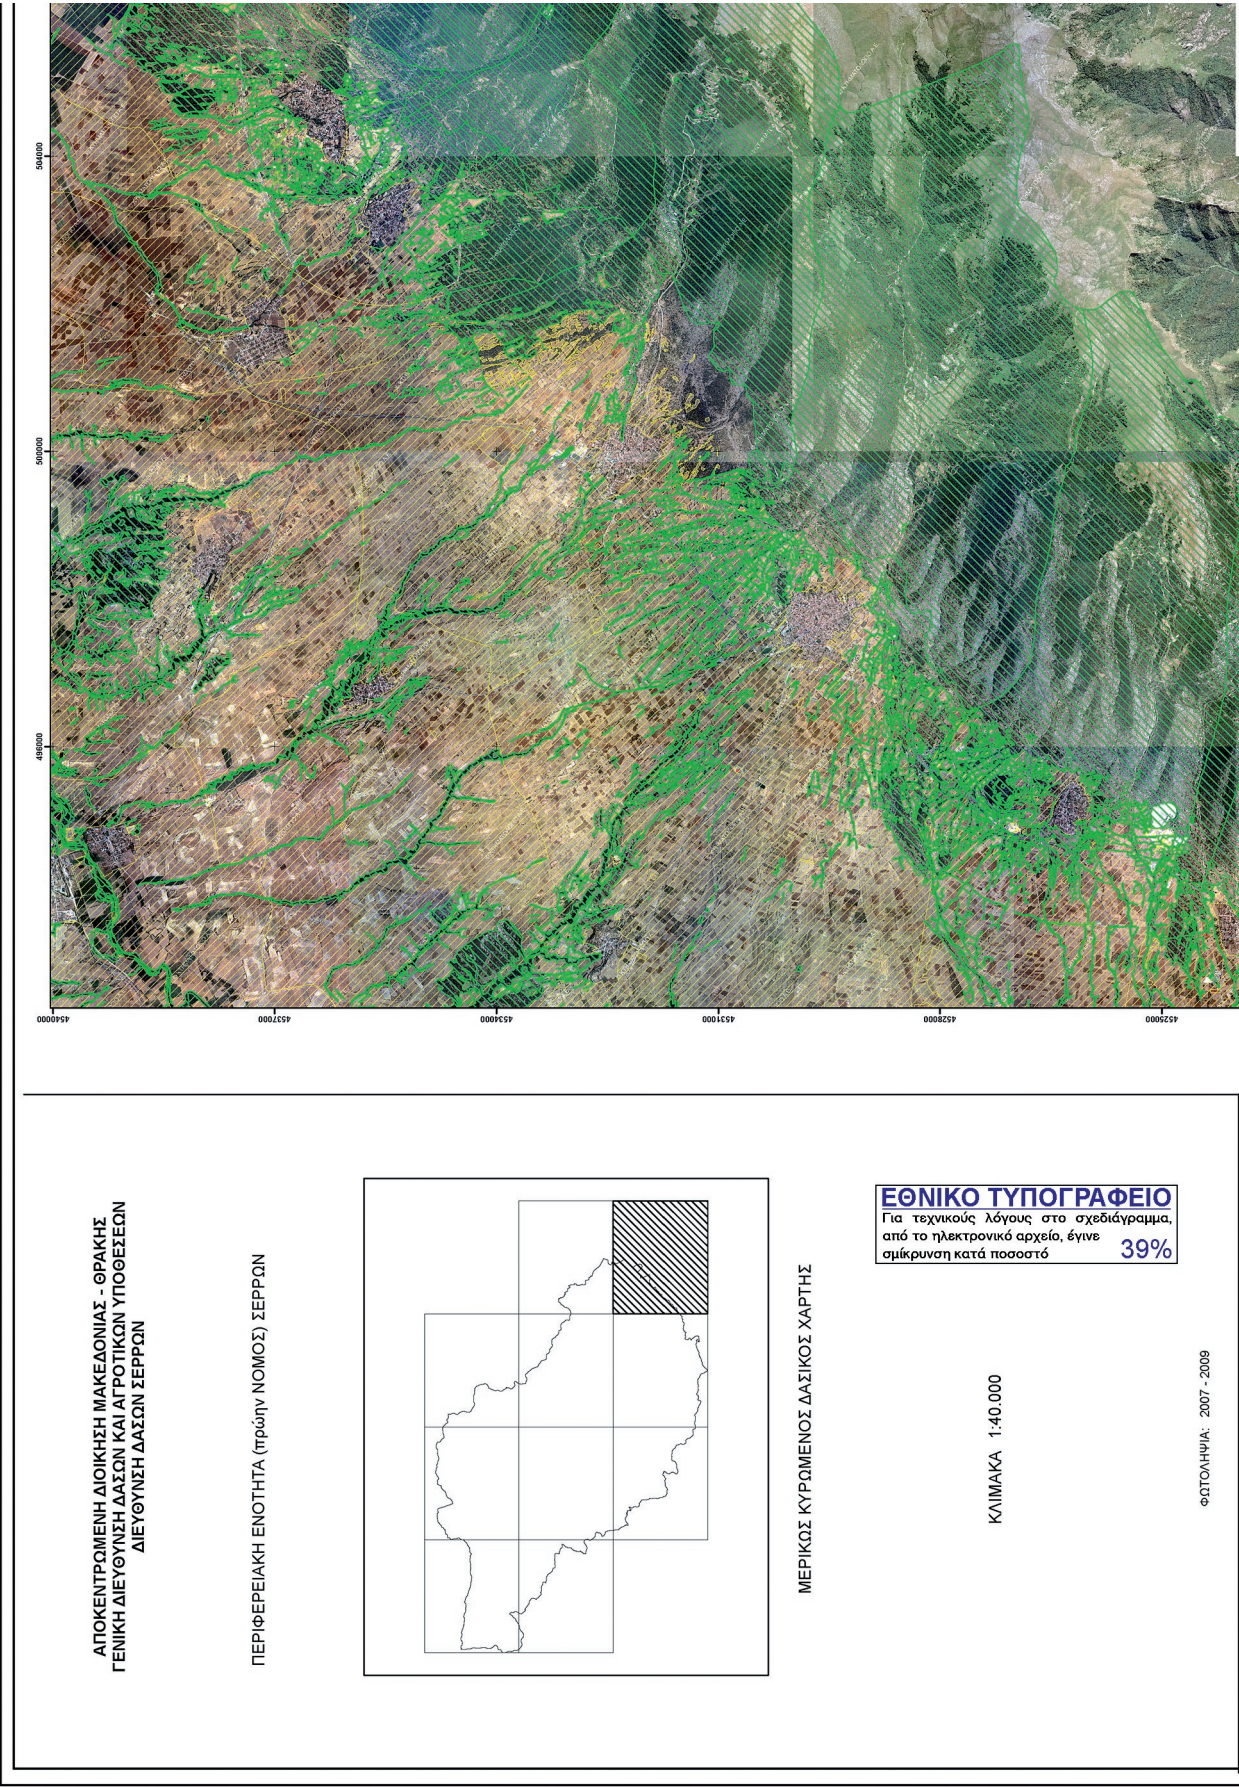 504000
500000
496000
4540000
4537000
4534000
4531000
4528000
4525000
ΑΠΟΚΕΝΤΡΩΜΕΝΗ ΔΙΟΙΚΗΣΗ ΜΑΚΕΔΟΝΙΑΣ - ΘΡΑΚΗΣ
ΓΕΝΙΚΗ ΔΙΕΥΘΥΝΣΗ ΔΑΣΩΝ ΚΑΙ ΑΓΡΟΤΙΚΩΝ ΥΠΟΘΕΣΕΩΝ
ΔΙΕΥΘΥΝΣΗ ΔΑΣΩΝ ΣΕΡΡΩΝ
ΠΕΡΙΦΕΡΕΙΑΚΗ ΕΝΟΤΗΤΑ (πρώην ΝΟΜΟΣ) ΣΕΡΡΩΝ
ΜΕΡΙΚΩΣ ΚΥΡΩΜΕΝΟΣ ΔΑΣΙΚΟΣ ΧΑΡΤΗΣ
ΕΘΝΙΚΟ ΤΥΠΟΓΡΑΦΕΙΟ
Για τεχνικούς λόγους στο σχεδιάγραμμα,
από το ηλεκτρονικό αρχείο, έγινε
σμίκρυνση κατά ποσοστό 39%
ΚΛΙΜΑΚΑ 1:40.000
ΦΩΤΟΛΗΨΙΑ: 2007 - 2009